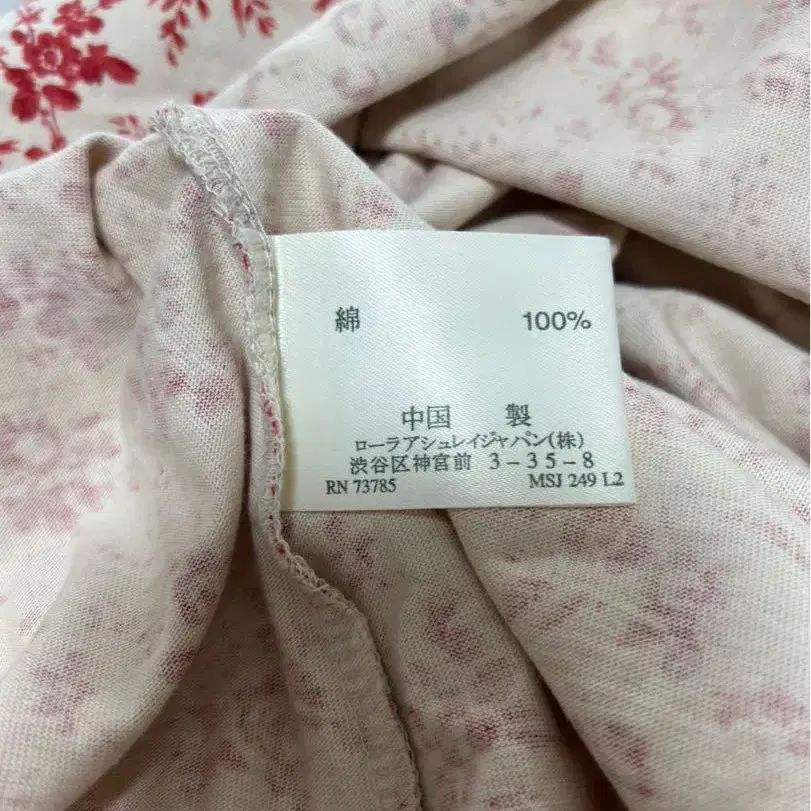 綿 100%
中国 製
ローラアシュレイジャパン(株)
渋谷区神宮前 3-35-8
RN 73785 MSJ 249 L2